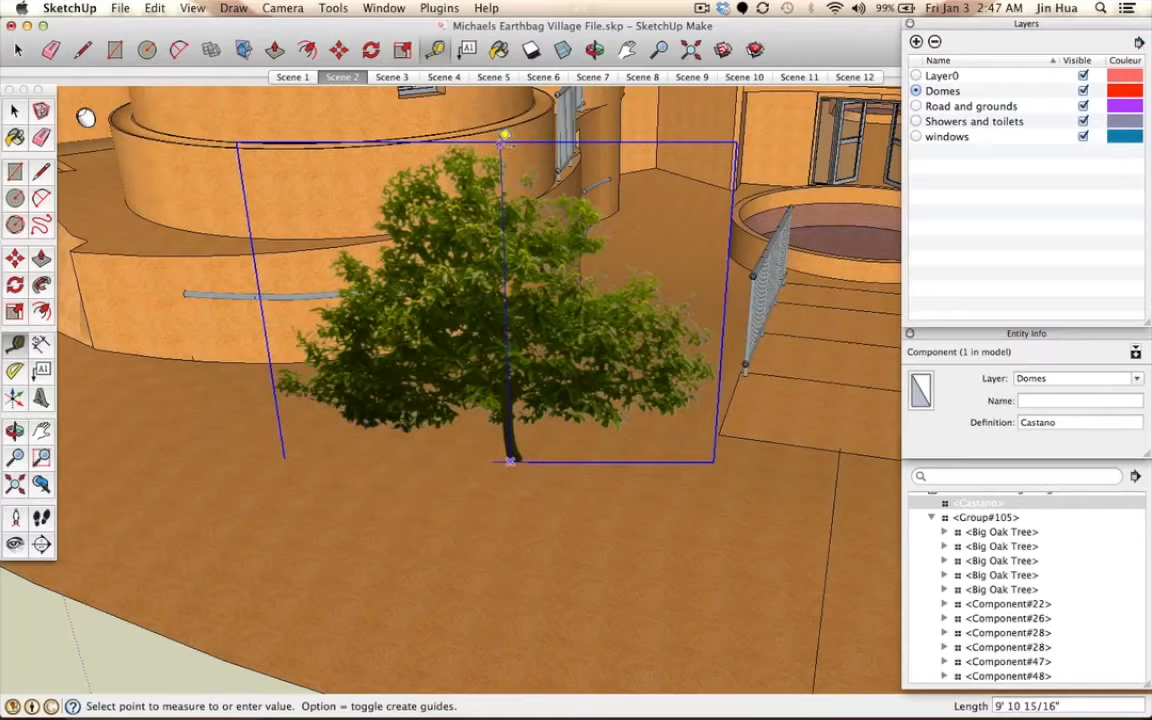 SketchUp File Edit View Draw Camera Tools Window Plugins Help 99% Fri Jan 3 2:47 AM Jin Hua
Michaels Earthbag Village File.skp – SketchUp Make
Layers
Scene 1 Scene 2 Scene 3 Scene 4 Scene 5 Scene 6 Scene 7 Scene 8 Scene 9 Scene 10 Scene 11 Scene 12
Name Visible Couleur
Layer0
Domes
Road and grounds
Showers and toilets
windows
Entity Info
Component (1 in model)
Layer: Domes
Name:
Definition: Castano
<Castano>
<Group#105>
<Big Oak Tree>
<Big Oak Tree>
<Big Oak Tree>
<Big Oak Tree>
<Big Oak Tree>
<Component#22>
<Component#26>
<Component#28>
<Component#28>
<Component#47>
<Component#48>
Select point to measure or enter value. Option = toggle create guides.
Length 9' 10 15/16"